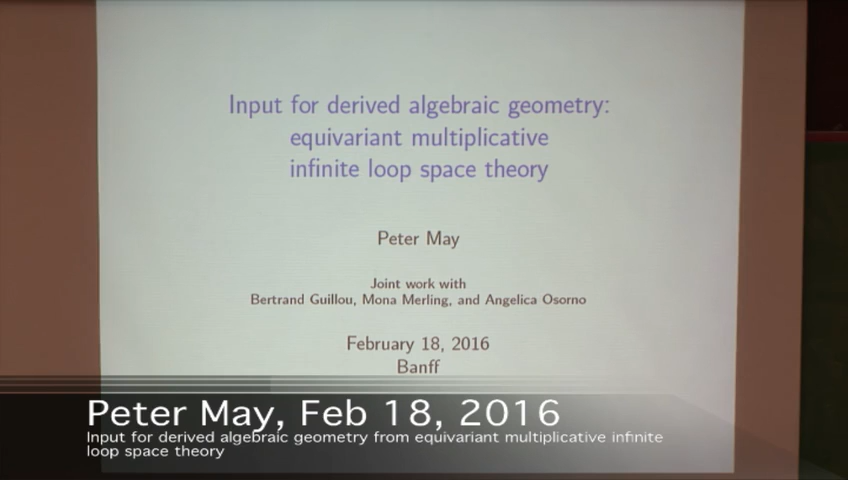 Input for derived algebraic geometry:
equivariant multiplicative
infinite loop space theory
Peter May
Joint work with
Bertrand Guillou, Mona Merling, and Angelica Osorno
February 18, 2016
Banff
Peter May, Feb 18, 2016
Input for derived algebraic geometry from equivariant multiplicative infinite
loop space theory